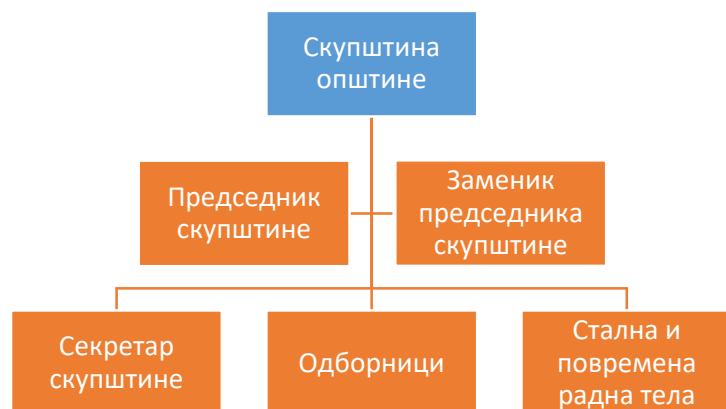 Скупштина
општине
Председник
скупштине
Заменик
председника
скупштине
Секретар
скупштине
Одборници
Стална и
повремена
радна тела